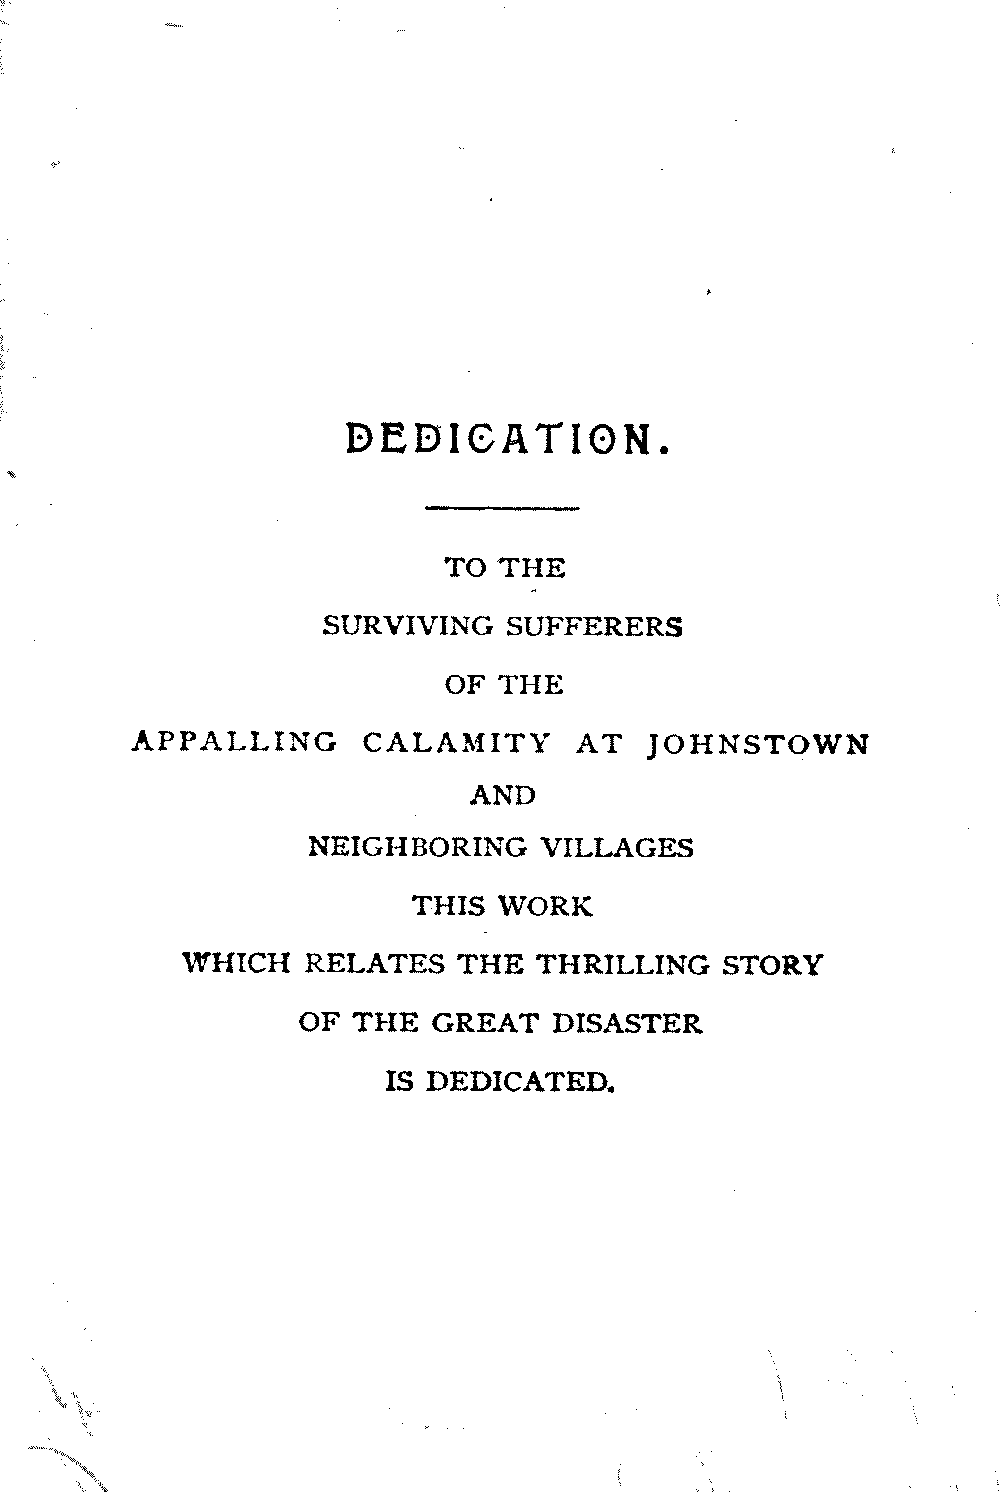 DEDICATION.
TO THE
SURVIVING SUFFERERS
OF THE
APPALLING CALAMITY AT JOHNSTOWN
AND
NEIGHBORING VILLAGES
THIS WORK
WHICH RELATES THE THRILLING STORY
OF THE GREAT DISASTER
IS DEDICATED.